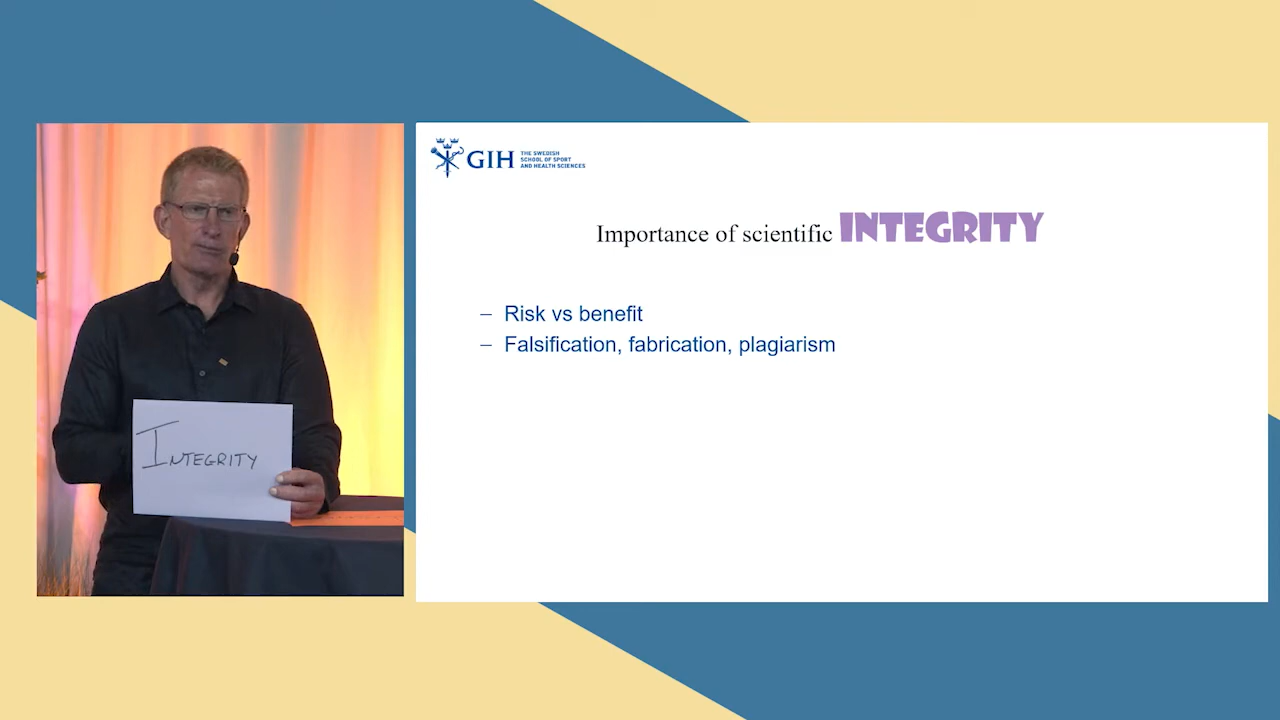 INTEGRITY
GIH
THE SWEDISH
SCHOOL OF SPORT
AND HEALTH SCIENCES
Importance of scientific INTEGRITY
– Risk vs benefit
– Falsification, fabrication, plagiarism